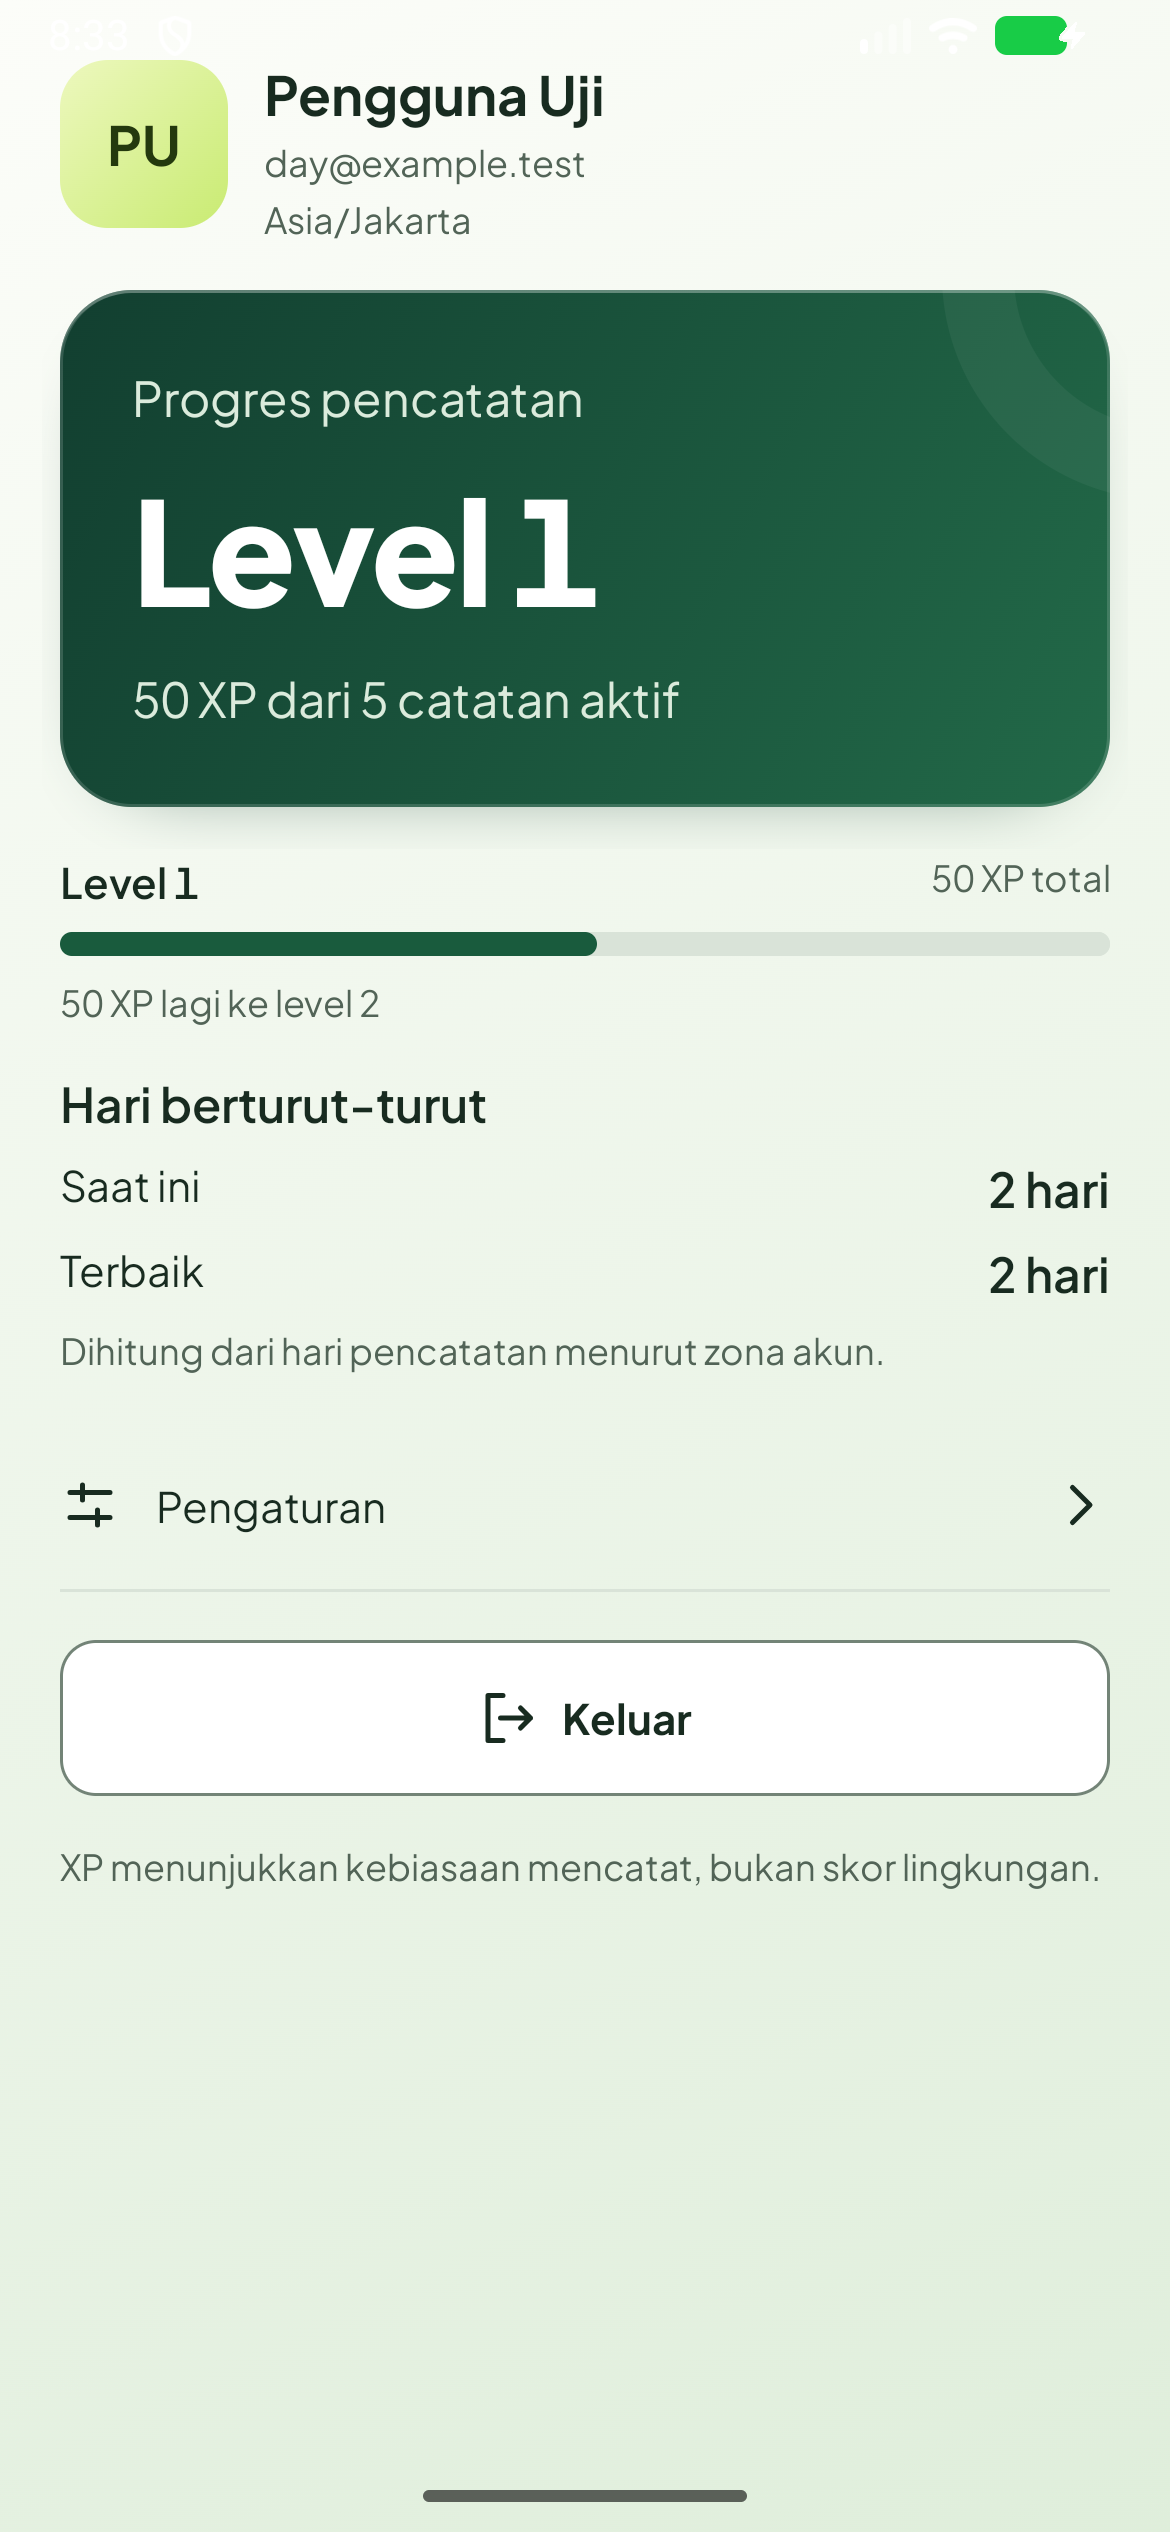 8:33
PU
Pengguna Uji
day@example.test
Asia/Jakarta
Progres pencatatan
Level 1
50 XP dari 5 catatan aktif
Level 1
50 XP total
50 XP lagi ke level 2
Hari berturut-turut
Saat ini
2 hari
Terbaik
2 hari
Dihitung dari hari pencatatan menurut zona akun.
Pengaturan
Keluar
XP menunjukkan kebiasaan mencatat, bukan skor lingkungan.